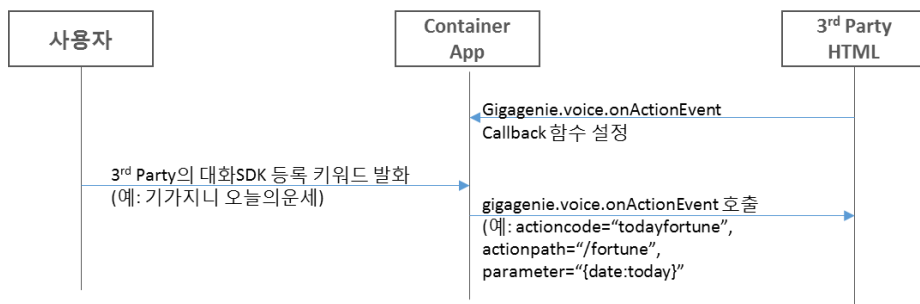 사용자
Container
App
3rd Party
HTML
Gigagenie.voice.onActionEvent
Callback 함수 설정
3rd Party의 대화SDK 등록 키워드 발화
(예: 기가지니 오늘의운세)
gigagenie.voice.onActionEvent 호출
(예: actioncode=“todayfortune”,
actionpath=“/fortune”,
parameter=“{date:today}”